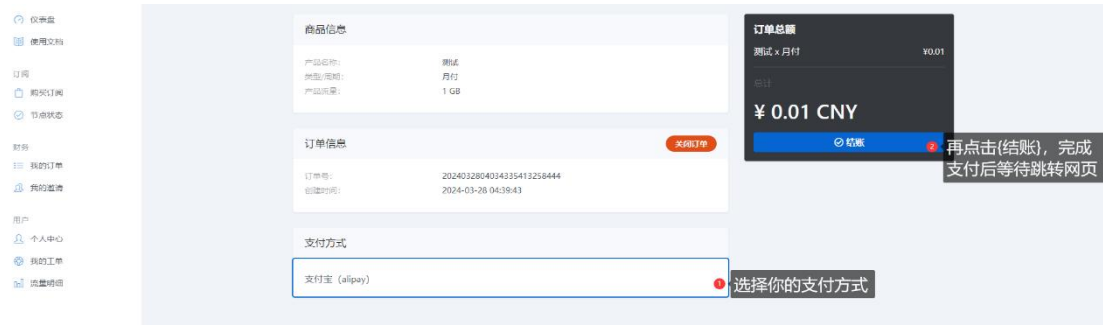 仪表盘
使用文档
订阅
购买订阅
节点状态
财务
我的订单
我的邀请
用户
个人中心
我的工单
流量明细
商品信息
产品名称： 测试
类型/周期： 月付
产品流量： 1 GB
订单信息 关闭订单
订单号： 2024032804034335413258444
创建时间： 2024-03-28 04:39:43
支付方式
支付宝（alipay）
1 选择你的支付方式
订单总额
测试 x 月付 ¥0.01
总计
¥ 0.01 CNY
结账
2 再点击{结账}，完成
支付后等待跳转网页